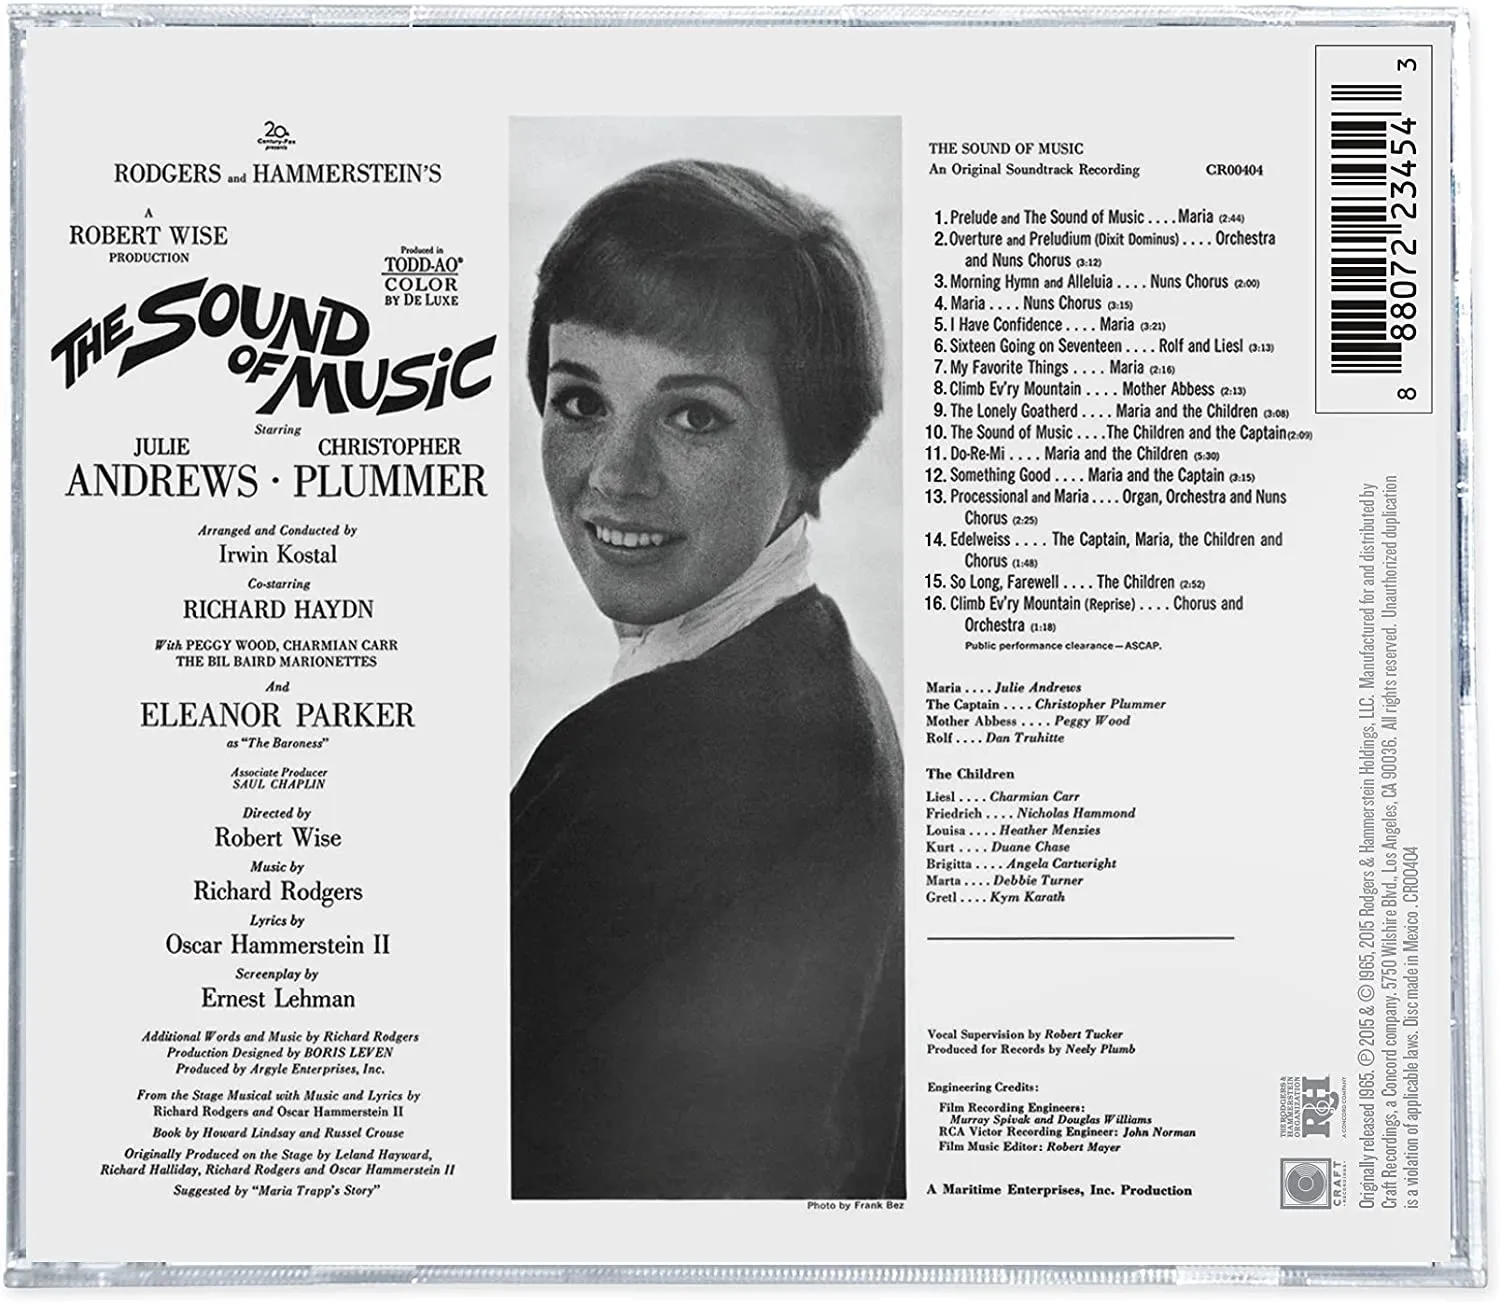 20
Century-Fox
presents
RODGERS and HAMMERSTEIN'S
A
ROBERT WISE
PRODUCTION
Produced in
TODD-AO®
COLOR
BY DE LUXE
THE SOUND
OF MUSIC
Starring
JULIE CHRISTOPHER
ANDREWS · PLUMMER
Arranged and Conducted by
Irwin Kostal
Co-starring
RICHARD HAYDN
With PEGGY WOOD, CHARMIAN CARR
THE BIL BAIRD MARIONETTES
And
ELEANOR PARKER
as "The Baroness"
Associate Producer
SAUL CHAPLIN
Directed by
Robert Wise
Music by
Richard Rodgers
Lyrics by
Oscar Hammerstein II
Screenplay by
Ernest Lehman
Additional Words and Music by Richard Rodgers
Production Designed by BORIS LEVEN
Produced by Argyle Enterprises, Inc.
From the Stage Musical with Music and Lyrics by
Richard Rodgers and Oscar Hammerstein II
Book by Howard Lindsay and Russel Crouse
Originally Produced on the Stage by Leland Hayward,
Richard Halliday, Richard Rodgers and Oscar Hammerstein II
Suggested by "Maria Trapp's Story"
Photo by Frank Bez
THE SOUND OF MUSIC
An Original Soundtrack Recording CR00404
1. Prelude and The Sound of Music .... Maria (2:44)
2. Overture and Preludium (Dixit Dominus) .... Orchestra
and Nuns Chorus (3:12)
3. Morning Hymn and Alleluia .... Nuns Chorus (2:00)
4. Maria .... Nuns Chorus (3:15)
5. I Have Confidence .... Maria (3:21)
6. Sixteen Going on Seventeen .... Rolf and Liesl (3:13)
7. My Favorite Things .... Maria (2:16)
8. Climb Ev'ry Mountain .... Mother Abbess (2:13)
9. The Lonely Goatherd .... Maria and the Children (3:08)
10. The Sound of Music ....The Children and the Captain(2:09)
11. Do-Re-Mi .... Maria and the Children (5:30)
12. Something Good .... Maria and the Captain (3:15)
13. Processional and Maria .... Organ, Orchestra and Nuns
Chorus (2:25)
14. Edelweiss .... The Captain, Maria, the Children and
Chorus (1:48)
15. So Long, Farewell .... The Children (2:52)
16. Climb Ev'ry Mountain (Reprise) .... Chorus and
Orchestra (1:18)
Public performance clearance—ASCAP.
Maria .... Julie Andrews
The Captain .... Christopher Plummer
Mother Abbess .... Peggy Wood
Rolf .... Dan Truhitte
The Children
Liesl .... Charmian Carr
Friedrich .... Nicholas Hammond
Louisa .... Heather Menzies
Kurt .... Duane Chase
Brigitta .... Angela Cartwright
Marta .... Debbie Turner
Gretl .... Kym Karath
Vocal Supervision by Robert Tucker
Produced for Records by Neely Plumb
Engineering Credits:
Film Recording Engineers:
Murray Spivak and Douglas Williams
RCA Victor Recording Engineer: John Norman
Film Music Editor: Robert Mayer
A Maritime Enterprises, Inc. Production
8 88072 23454 3
THE RODGERS &
HAMMERSTEIN
ORGANIZATION
R&H
A CONCORD COMPANY
CRAFT
RECORDINGS
Originally released 1965. ℗ 2015 & © 1965, 2015 Rodgers & Hammerstein Holdings, LLC. Manufactured for and distributed by
Craft Recordings, a Concord company. 5750 Wilshire Blvd., Los Angeles, CA 90036. All rights reserved. Unauthorized duplication
is a violation of applicable laws. Disc made in Mexico . CR00404